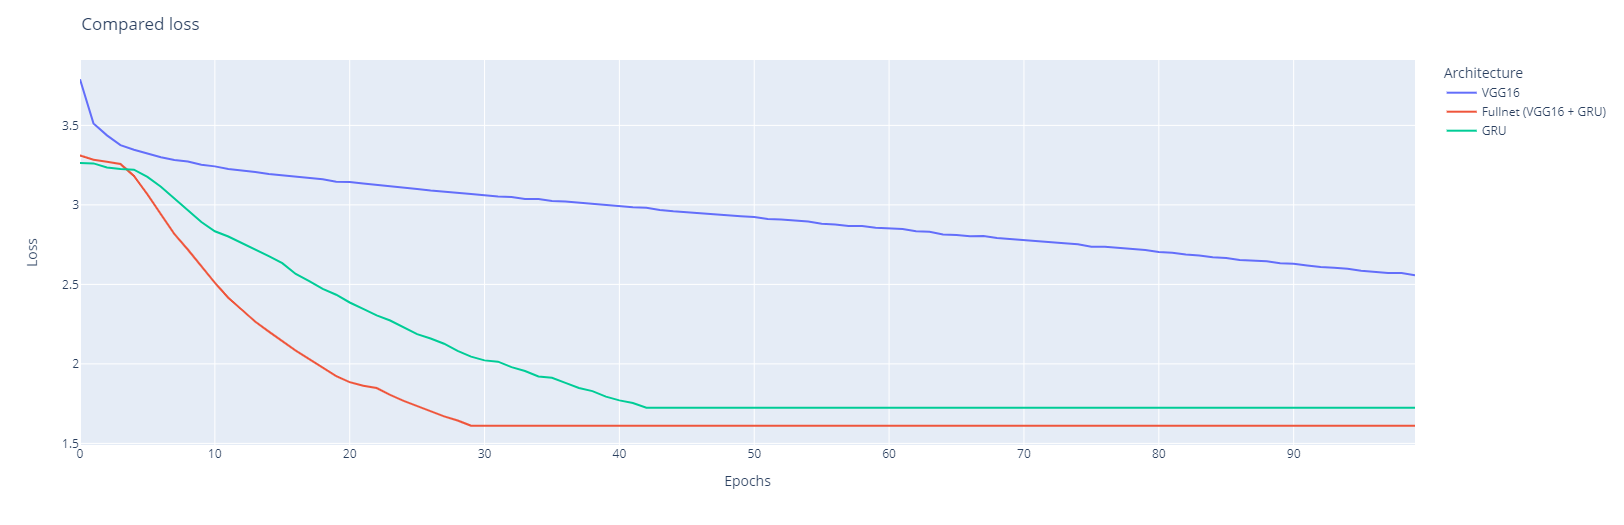 Compared loss
Architecture
VGG16
Fullnet (VGG16 + GRU)
GRU
3.5
3
2.5
2
1.5
Loss
0 10 20 30 40 50 60 70 80 90
Epochs